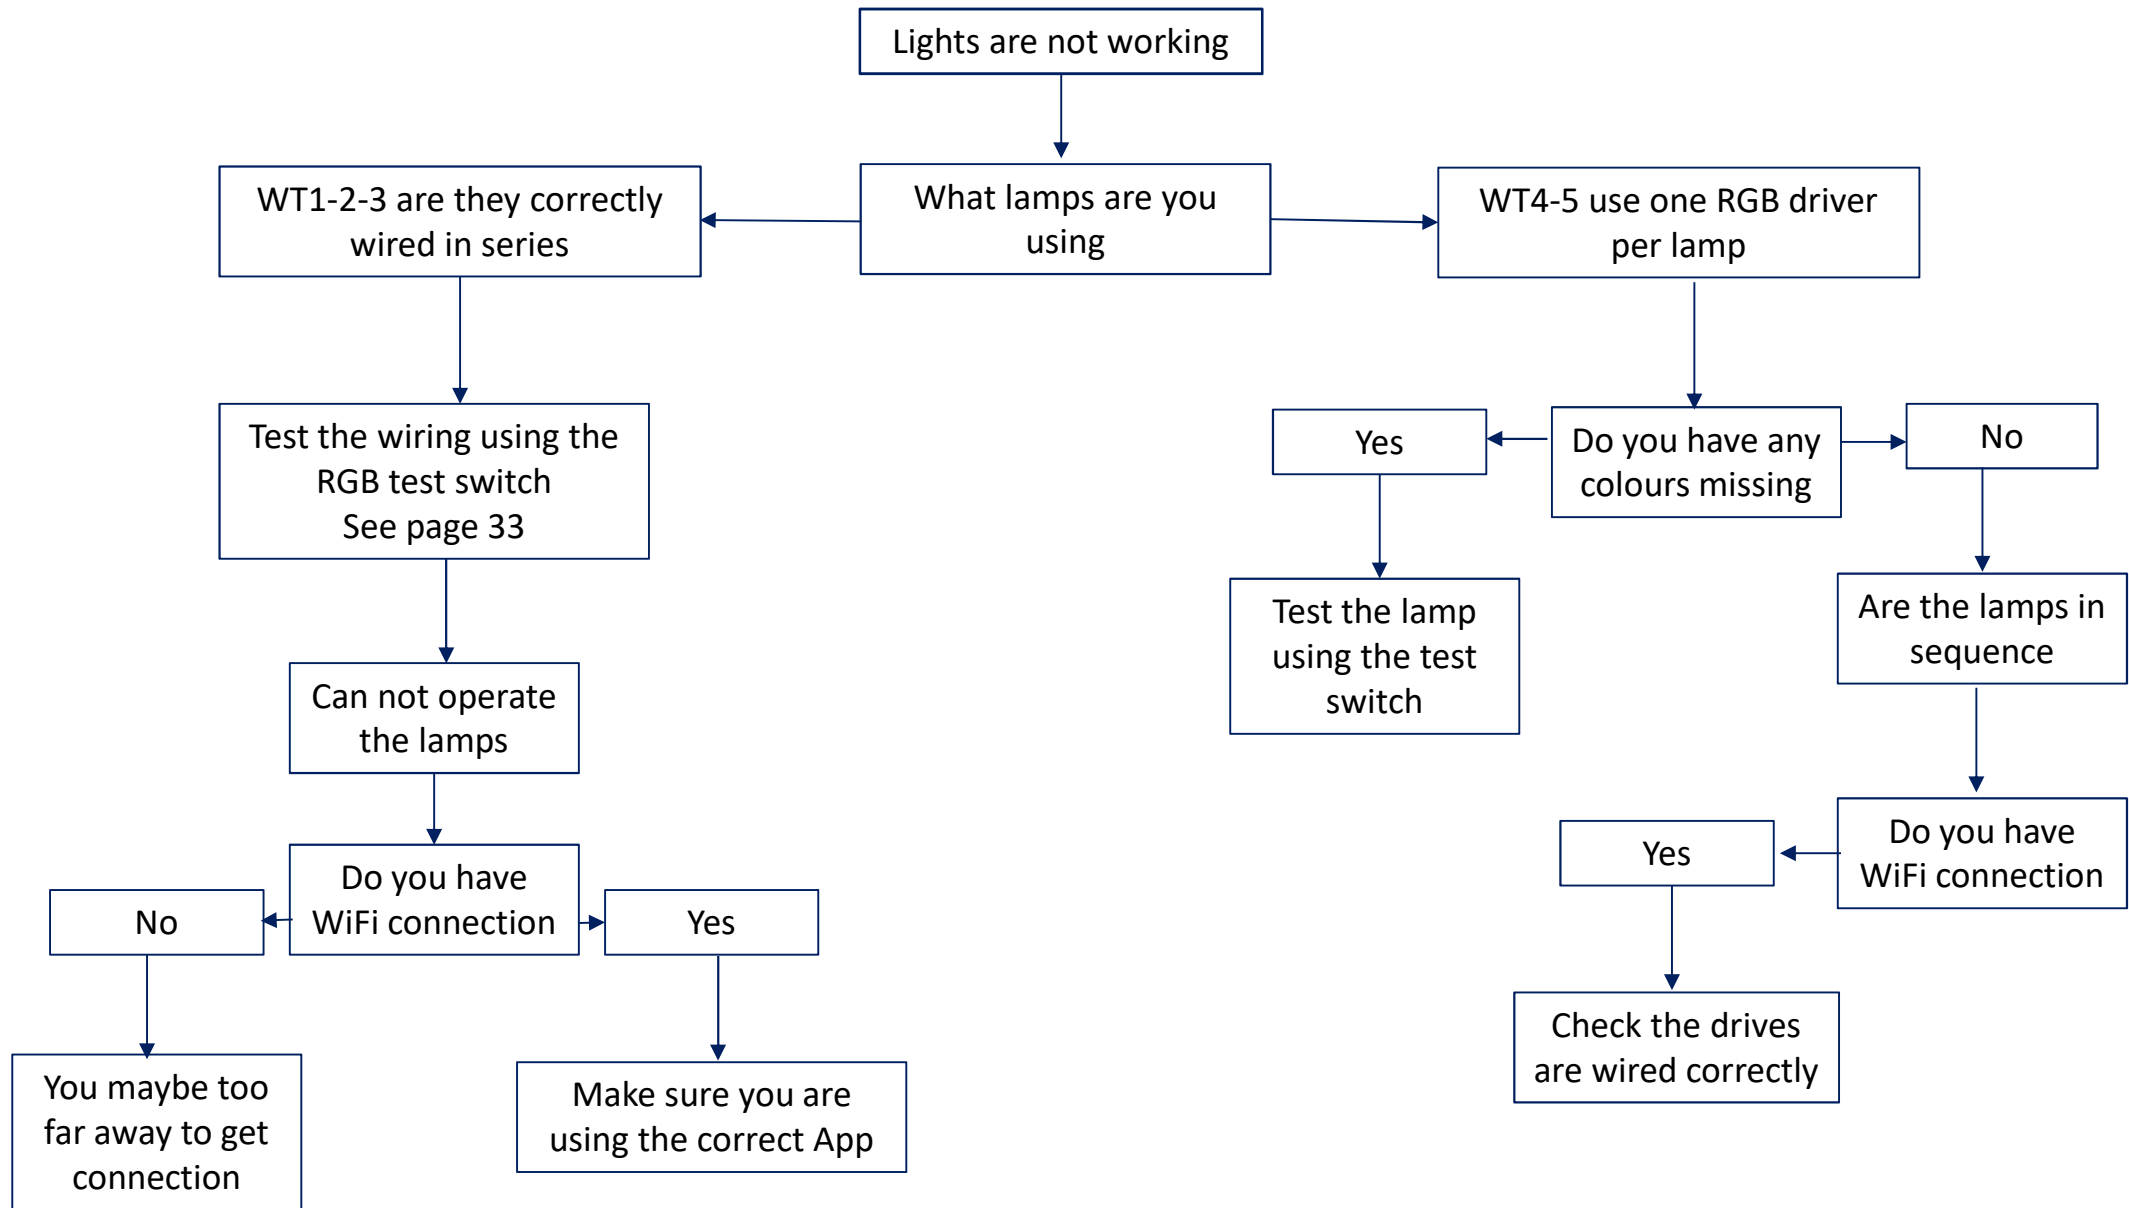 Lights are not working
WT1-2-3 are they correctly
wired in series
What lamps are you
using
WT4-5 use one RGB driver
per lamp
Test the wiring using the
RGB test switch
See page 33
Yes
Do you have any
colours missing
No
Test the lamp
using the test
switch
Are the lamps in
sequence
Can not operate
the lamps
Do you have
WiFi connection
Yes
Do you have
WiFi connection
No
Yes
Check the drives
are wired correctly
You maybe too
far away to get
connection
Make sure you are
using the correct App